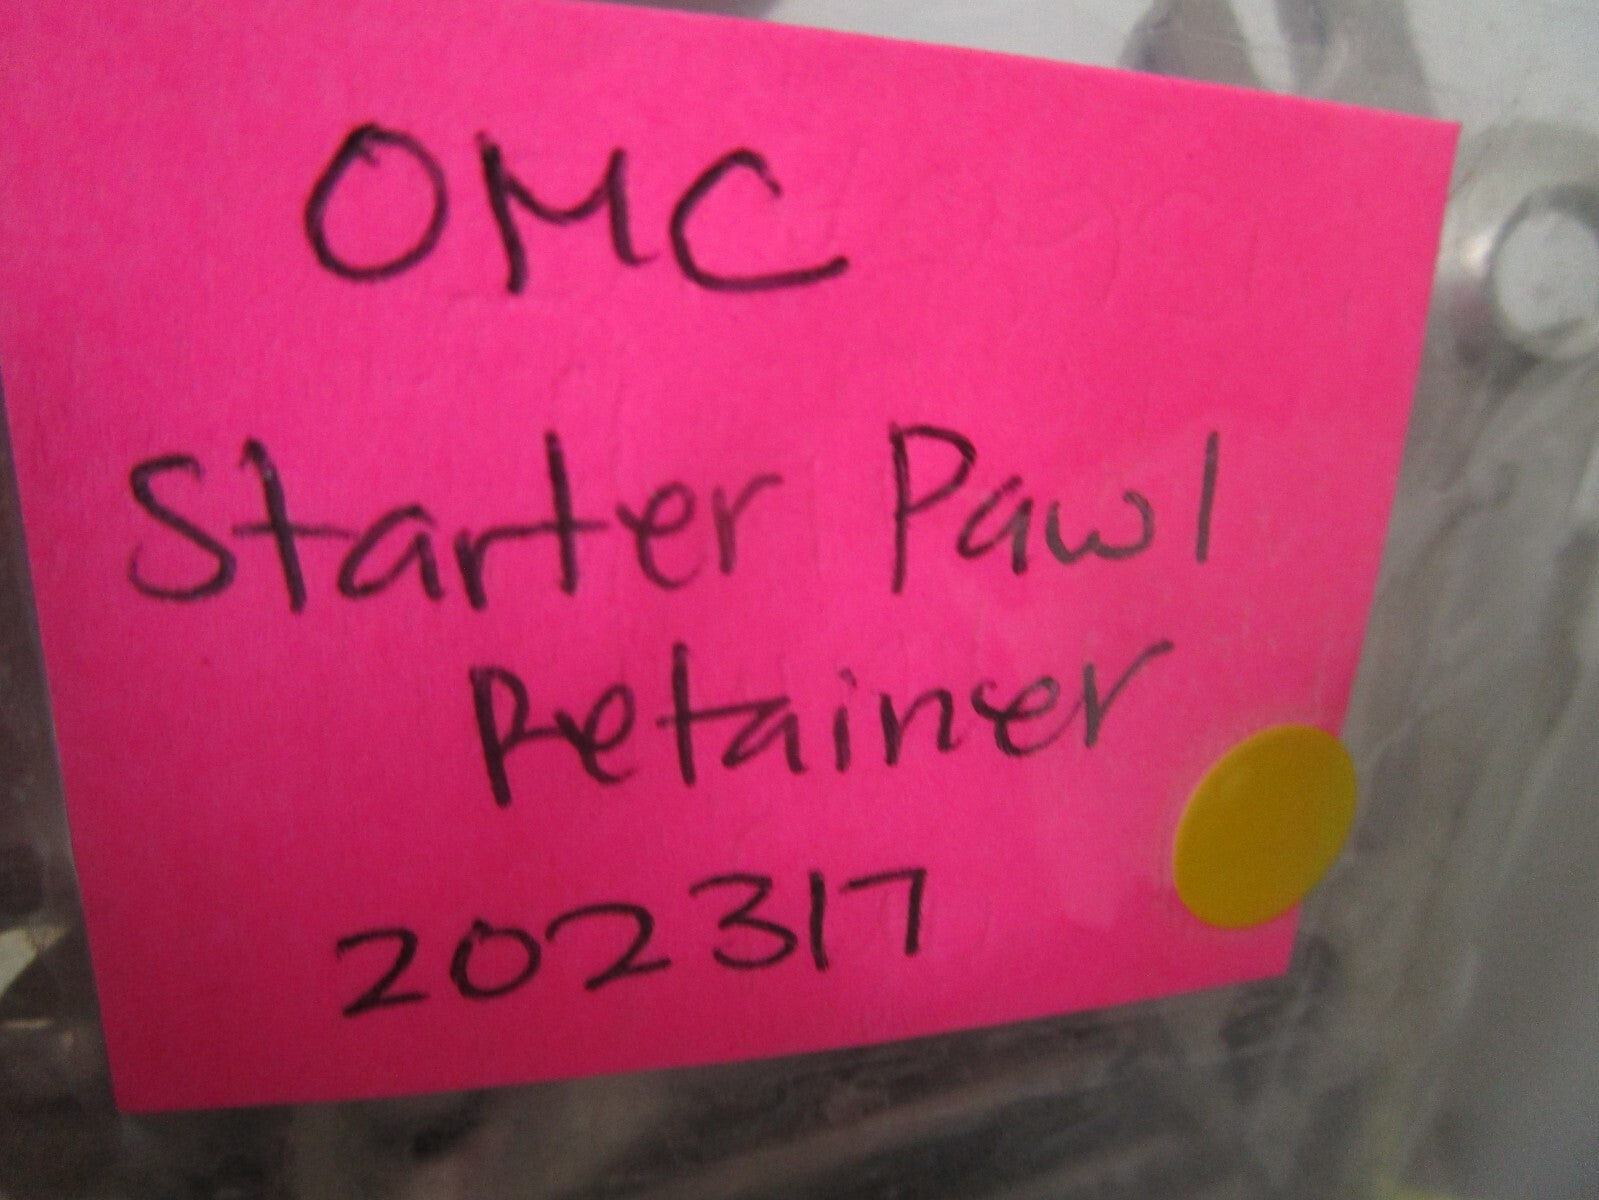 OMC
Starter Pawl
Retainer
202317